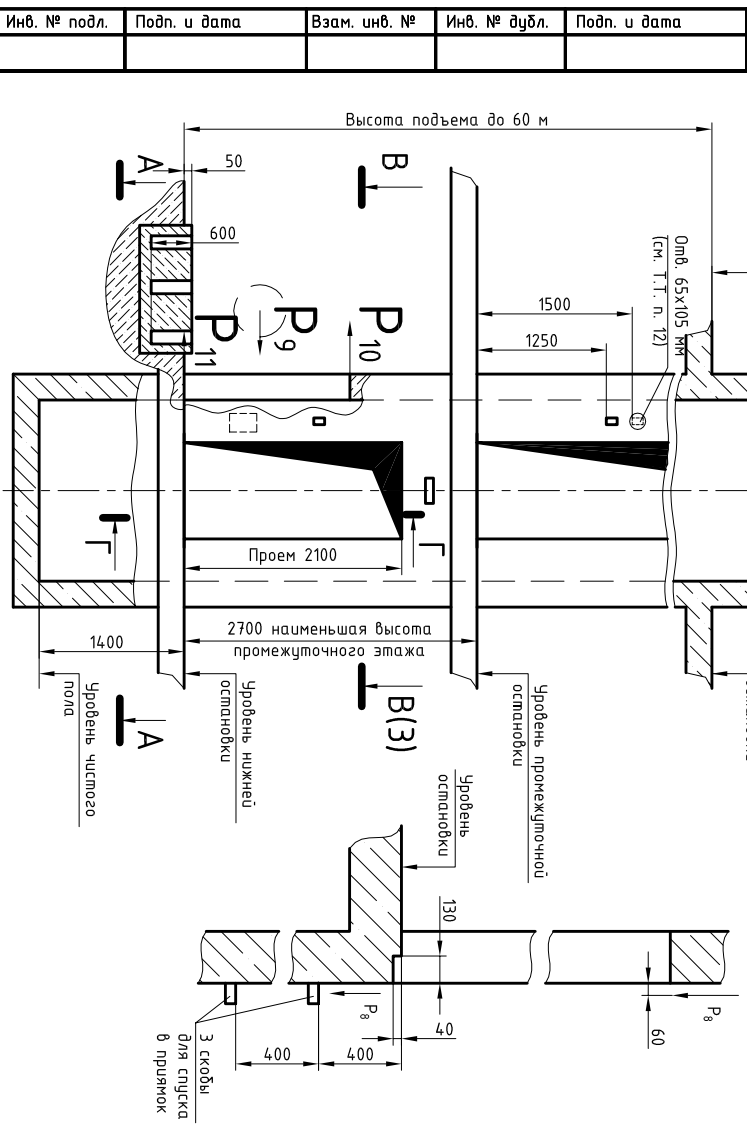 Инв. № подл.
Подп. и дата
Взам. инв. №
Инв. № дубл.
Подп. и дата
Высота подъема до 60 м
А
50
В
600
Отв. 65х105 мм
(см. Т.Т. п. 12)
1500
1250
Р11
Р9
Р10
Г
Г
Проем 2100
1400
2700 наименьшая высота
промежуточного этажа
Уровень чистого
пола
А
Уровень нижней
остановки
В(3)
Уровень промежуточной
остановки
Уровень
остановки
130
Р8
40
400
400
3 скобы
для спуска
в приямок
Р8
60